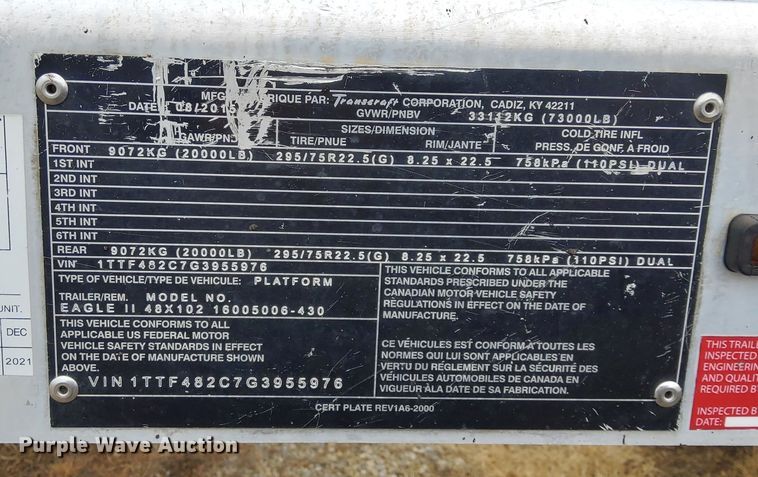 MFG RIQUE PAR: Transcraft CORPORATION, CADIZ, KY 42211
DATE: 08/2015 GVWR/PNBV 33112KG (73000LB)
GAWR/PN SIZES/DIMENSION COLD TIRE INFL
TIRE/PNUE RIM/JANTE PRESS. DE GONF. À FROID
FRONT 9072KG (20000LB) 295/75R22.5(G) 8.25 x 22.5 758kPa (110PSI) DUAL
1ST INT
2ND INT
3RD INT
4TH INT
5TH INT
6TH INT
REAR 9072KG (20000LB) 295/75R22.5(G) 8.25 x 22.5 758kPa (110PSI) DUAL
VIN 1TTF482C7G3955976
TYPE OF VEHICLE/TYPE DE VEHICLE: PLATFORM
TRAILER/REM. MODEL NO.
EAGLE II 48X102 16005006-430
THIS VEHICLE CONFORMS TO ALL
APPLICABLE US FEDERAL MOTOR
VEHICLE SAFETY STANDARDS IN EFFECT
ON THE DATE OF MANUFACTURE SHOWN
ABOVE.
VIN 1TTF482C7G3955976
THIS VEHICLE CONFORMS TO ALL APPLICABLE
STANDARDS PRESCRIBED UNDER THE
CANADIAN MOTOR VEHICLE SAFETY
REGULATIONS IN EFFECT ON THE DATE OF
MANUFACTURE.
CE VÉHICULES EST CONFORME À TOUTES LES
NORMES QUI LUI SONT APPLICABLES EN
VERTU DU RÉGLEMENT SUR LA SÉCURITÉ DES
VÉHICULES AUTOMOBILES DE CANADA EN
VIGUEUR ALA DATE DE SA FABRICATION.
CERT PLATE REV1A6-2000
UNIT.
DEC
2021
THIS TRAIL
INSPECTED
ENGINEERI
AND QUALIT
REQUIRED BY
INSPECTED B
DATE
Purple Wave Auction